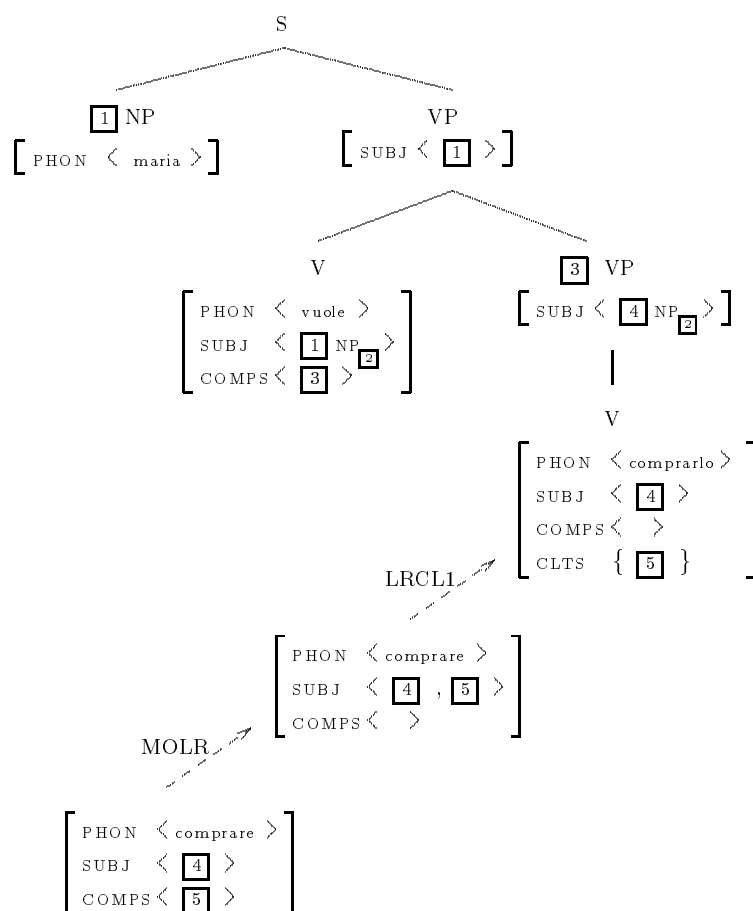 S
1 NP
VP
[ PHON < maria > ]
[ SUBJ < 1 > ]
V
3 VP
PHON < vuole >
SUBJ < 1 NP 2 >
COMPS < 3 >
[ SUBJ < 4 NP 2 > ]
V
PHON < comprarlo >
SUBJ < 4 >
COMPS < >
CLTS { 5 }
LRCL1
PHON < comprare >
SUBJ < 4 , 5 >
COMPS < >
MOLR
PHON < comprare >
SUBJ < 4 >
COMPS < 5 >